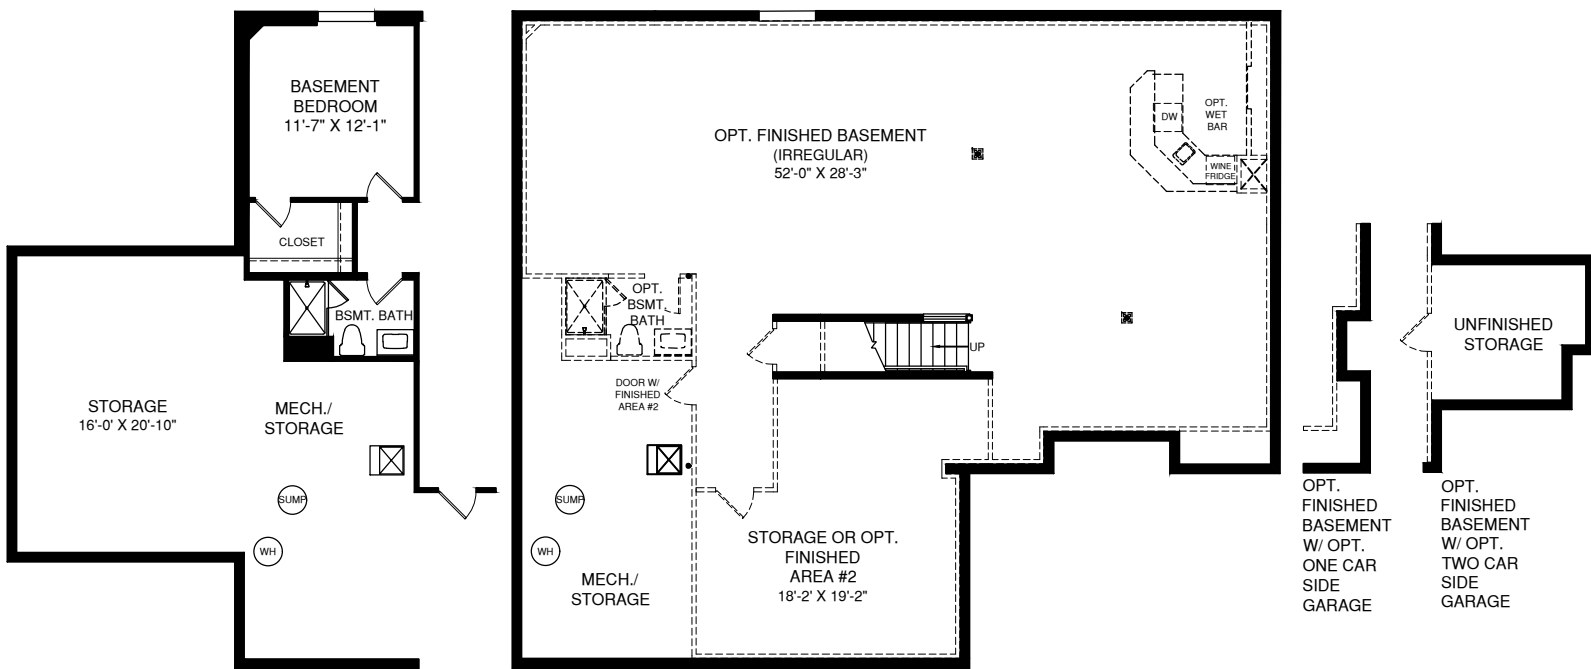 BASEMENT
BEDROOM
11'-7" X 12'-1"
CLOSET
BSMT. BATH
STORAGE
16'-0' X 20'-10"
MECH./
STORAGE
SUMP
WH
OPT. FINISHED BASEMENT
(IRREGULAR)
52'-0" X 28'-3"
OPT.
WET
BAR
DW
WINE
FRIDGE
OPT.
BSMT.
BATH
UP
DOOR W/
FINISHED
AREA #2
SUMP
WH
MECH./
STORAGE
STORAGE OR OPT.
FINISHED
AREA #2
18'-2' X 19'-2"
OPT.
FINISHED
BASEMENT
W/ OPT.
ONE CAR
SIDE
GARAGE
UNFINISHED
STORAGE
OPT.
FINISHED
BASEMENT
W/ OPT.
TWO CAR
SIDE
GARAGE